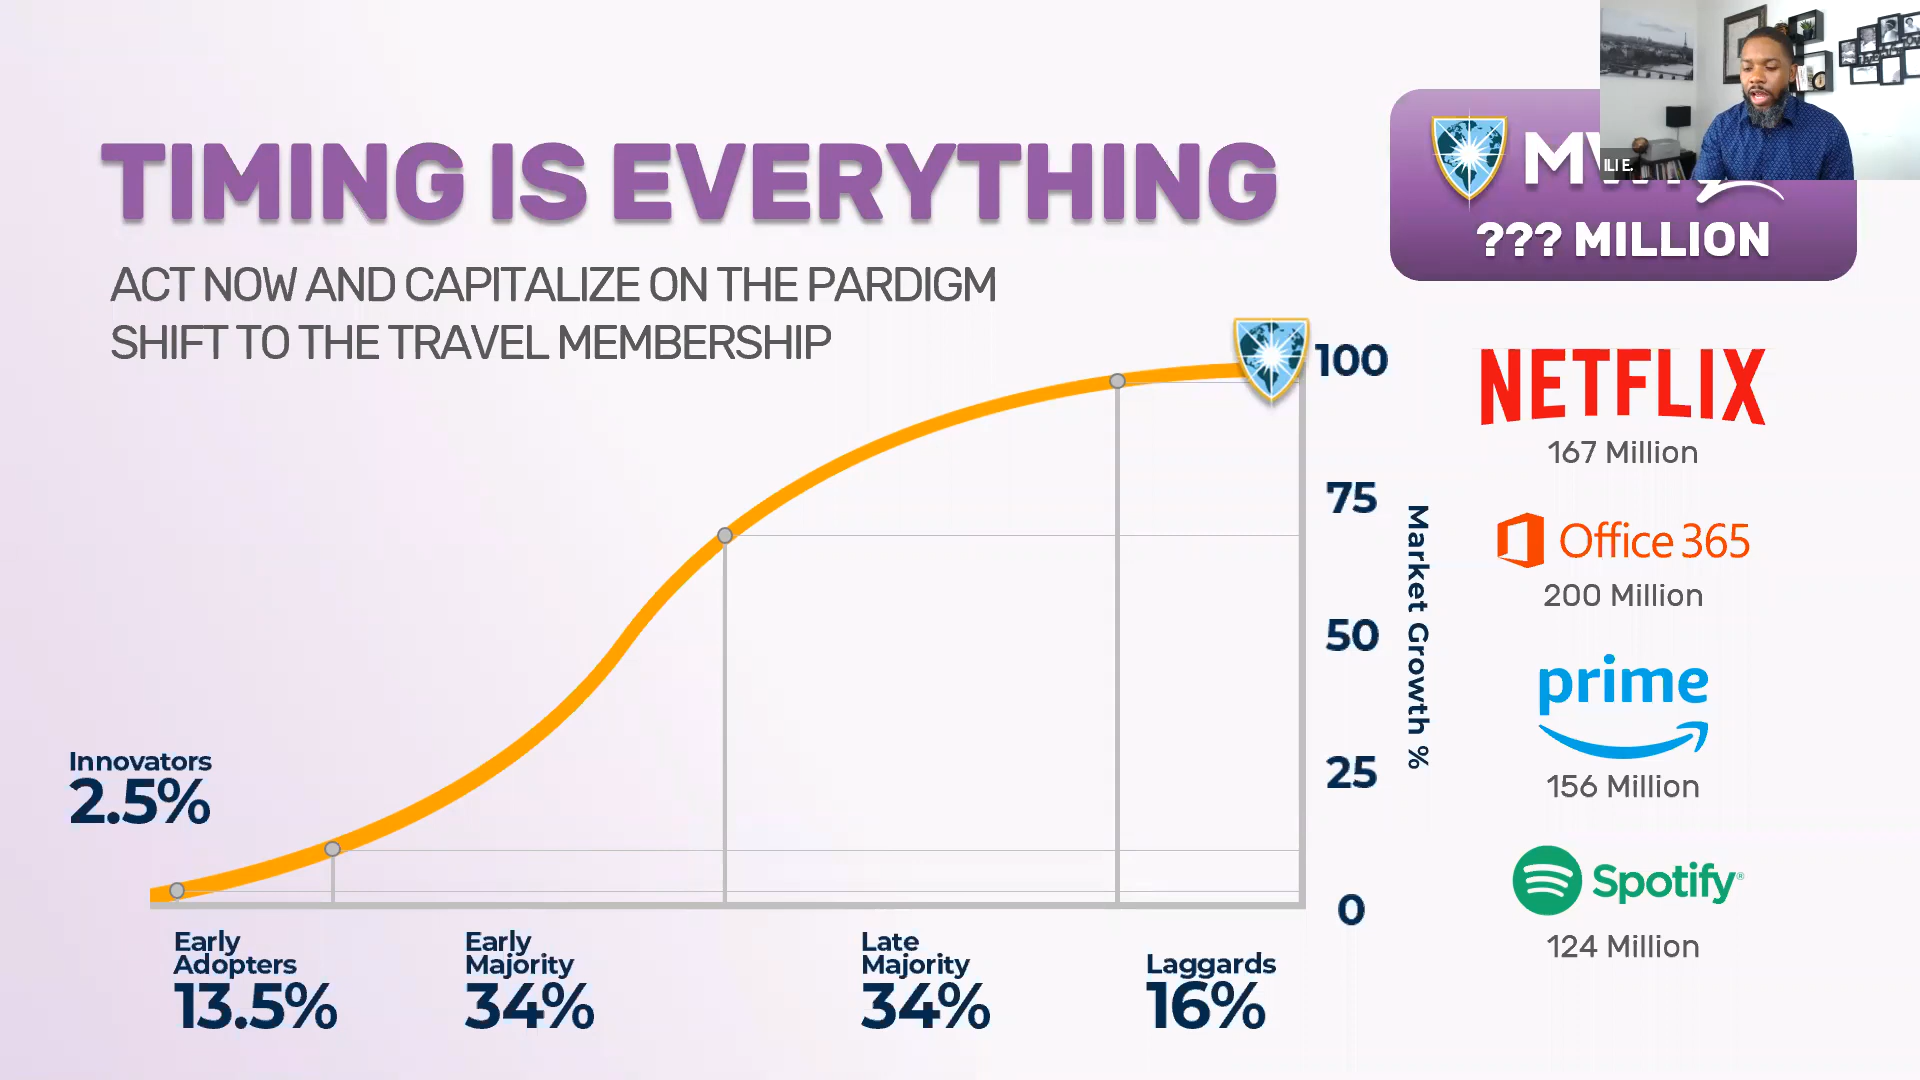 TIMING IS EVERYTHING
ACT NOW AND CAPITALIZE ON THE PARDIGM
SHIFT TO THE TRAVEL MEMBERSHIP
ILI E.
??? MILLION
NETFLIX
167 Million
Office 365
200 Million
prime
156 Million
Spotify®
124 Million
100
75
50
25
0
Market Growth %
Innovators
2.5%
Early
Adopters
13.5%
Early
Majority
34%
Late
Majority
34%
Laggards
16%